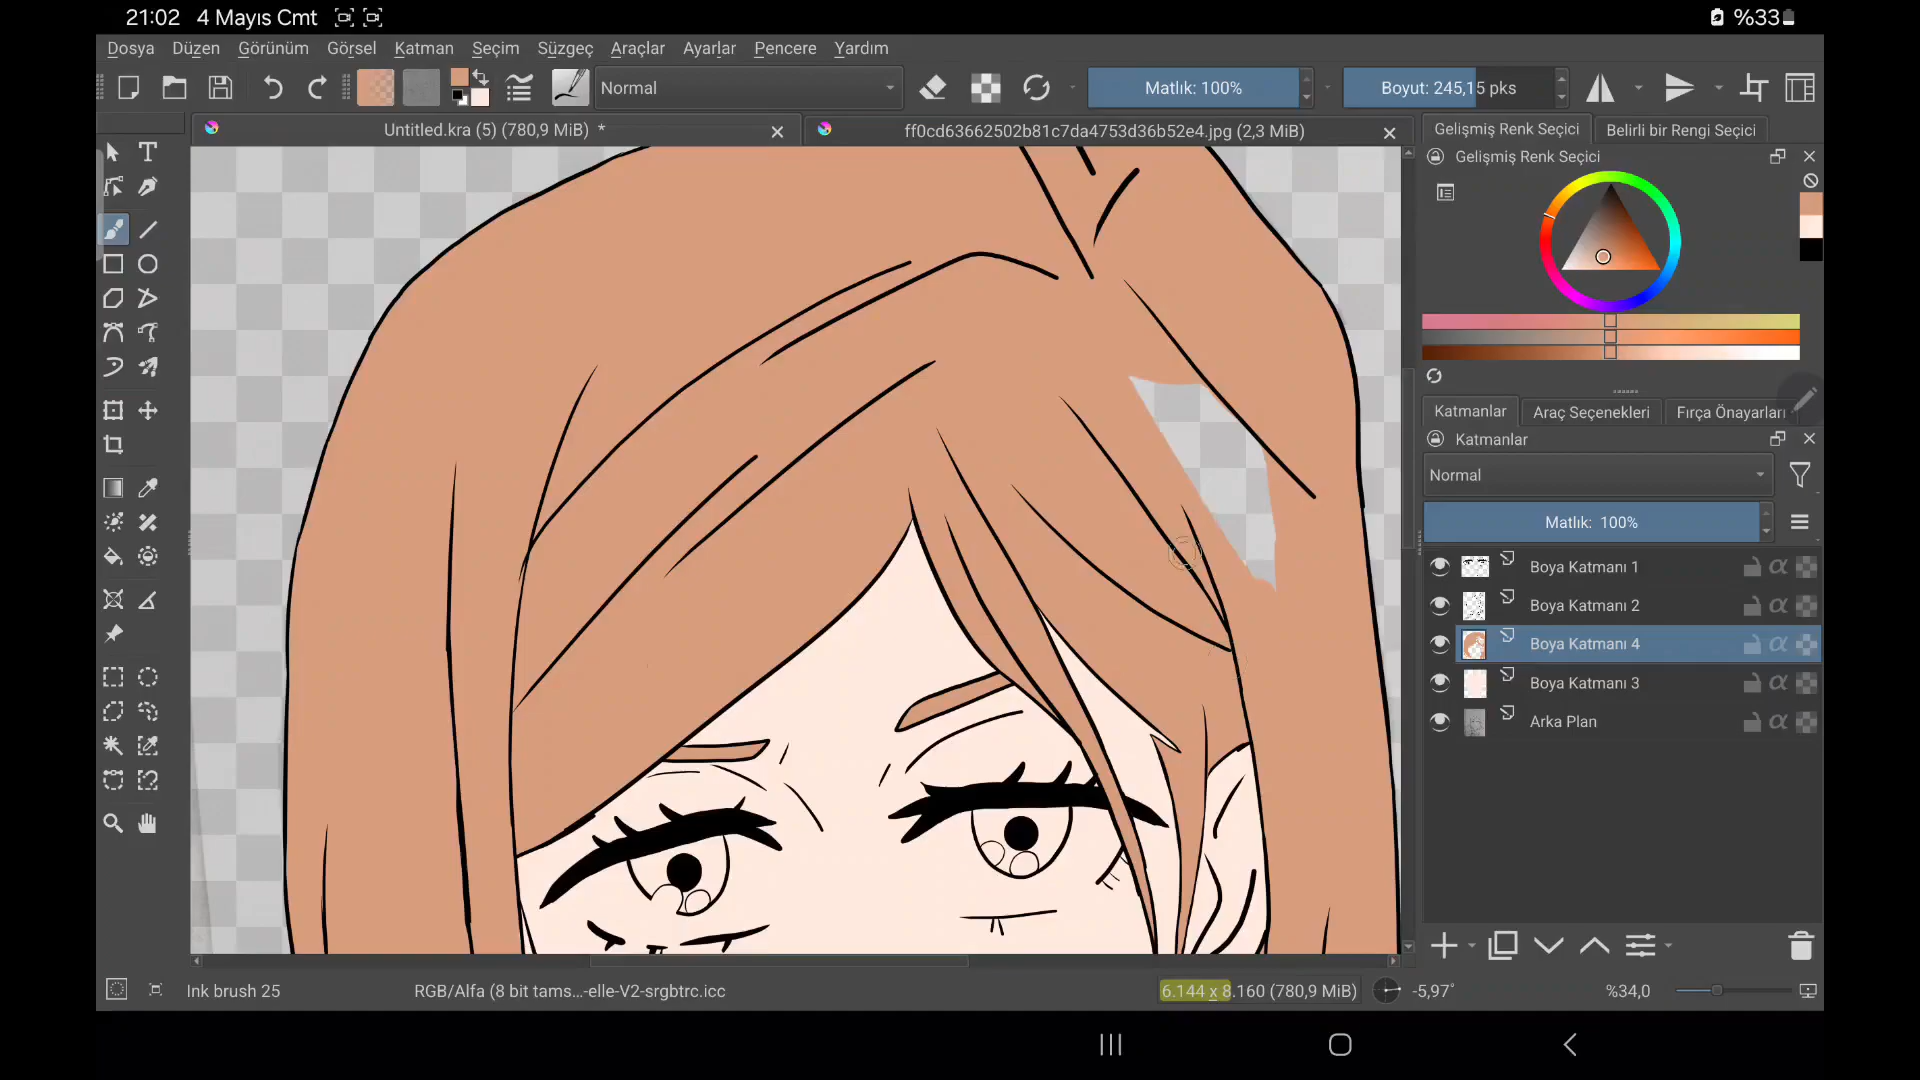 21:02 4 Mayıs Cmt %33
Dosya Düzen Görünüm Görsel Katman Seçim Süzgeç Araçlar Ayarlar Pencere Yardım
Normal Matlık: 100% Boyut: 245,15 pks
Untitled.kra (5) (780,9 MiB) * ff0cd63662502b81c7da4753d36b52e4.jpg (2,3 MiB)
Gelişmiş Renk Seçici Belirli bir Rengi Seçici
Gelişmiş Renk Seçici
Katmanlar Araç Seçenekleri Fırça Önayarları
Katmanlar
Normal
Matlık: 100%
Boya Katmanı 1
Boya Katmanı 2
Boya Katmanı 4
Boya Katmanı 3
Arka Plan
Ink brush 25 RGB/Alfa (8 bit tams...-elle-V2-srgbtrc.icc 6.144 x 8.160 (780,9 MiB) -5,97° %34,0